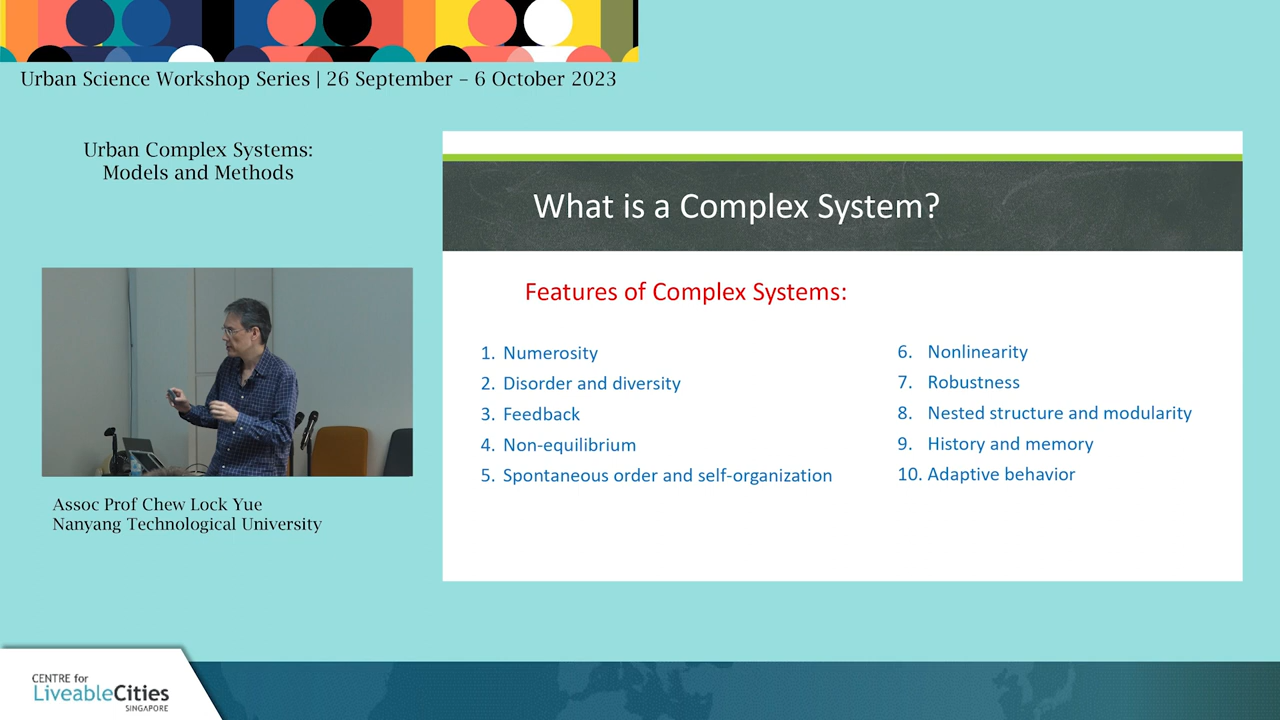 Urban Science Workshop Series | 26 September – 6 October 2023
Urban Complex Systems:
Models and Methods
What is a Complex System?
Features of Complex Systems:
1. Numerosity
2. Disorder and diversity
3. Feedback
4. Non-equilibrium
5. Spontaneous order and self-organization
6. Nonlinearity
7. Robustness
8. Nested structure and modularity
9. History and memory
10. Adaptive behavior
Assoc Prof Chew Lock Yue
Nanyang Technological University
CENTRE for
LiveableCities
SINGAPORE